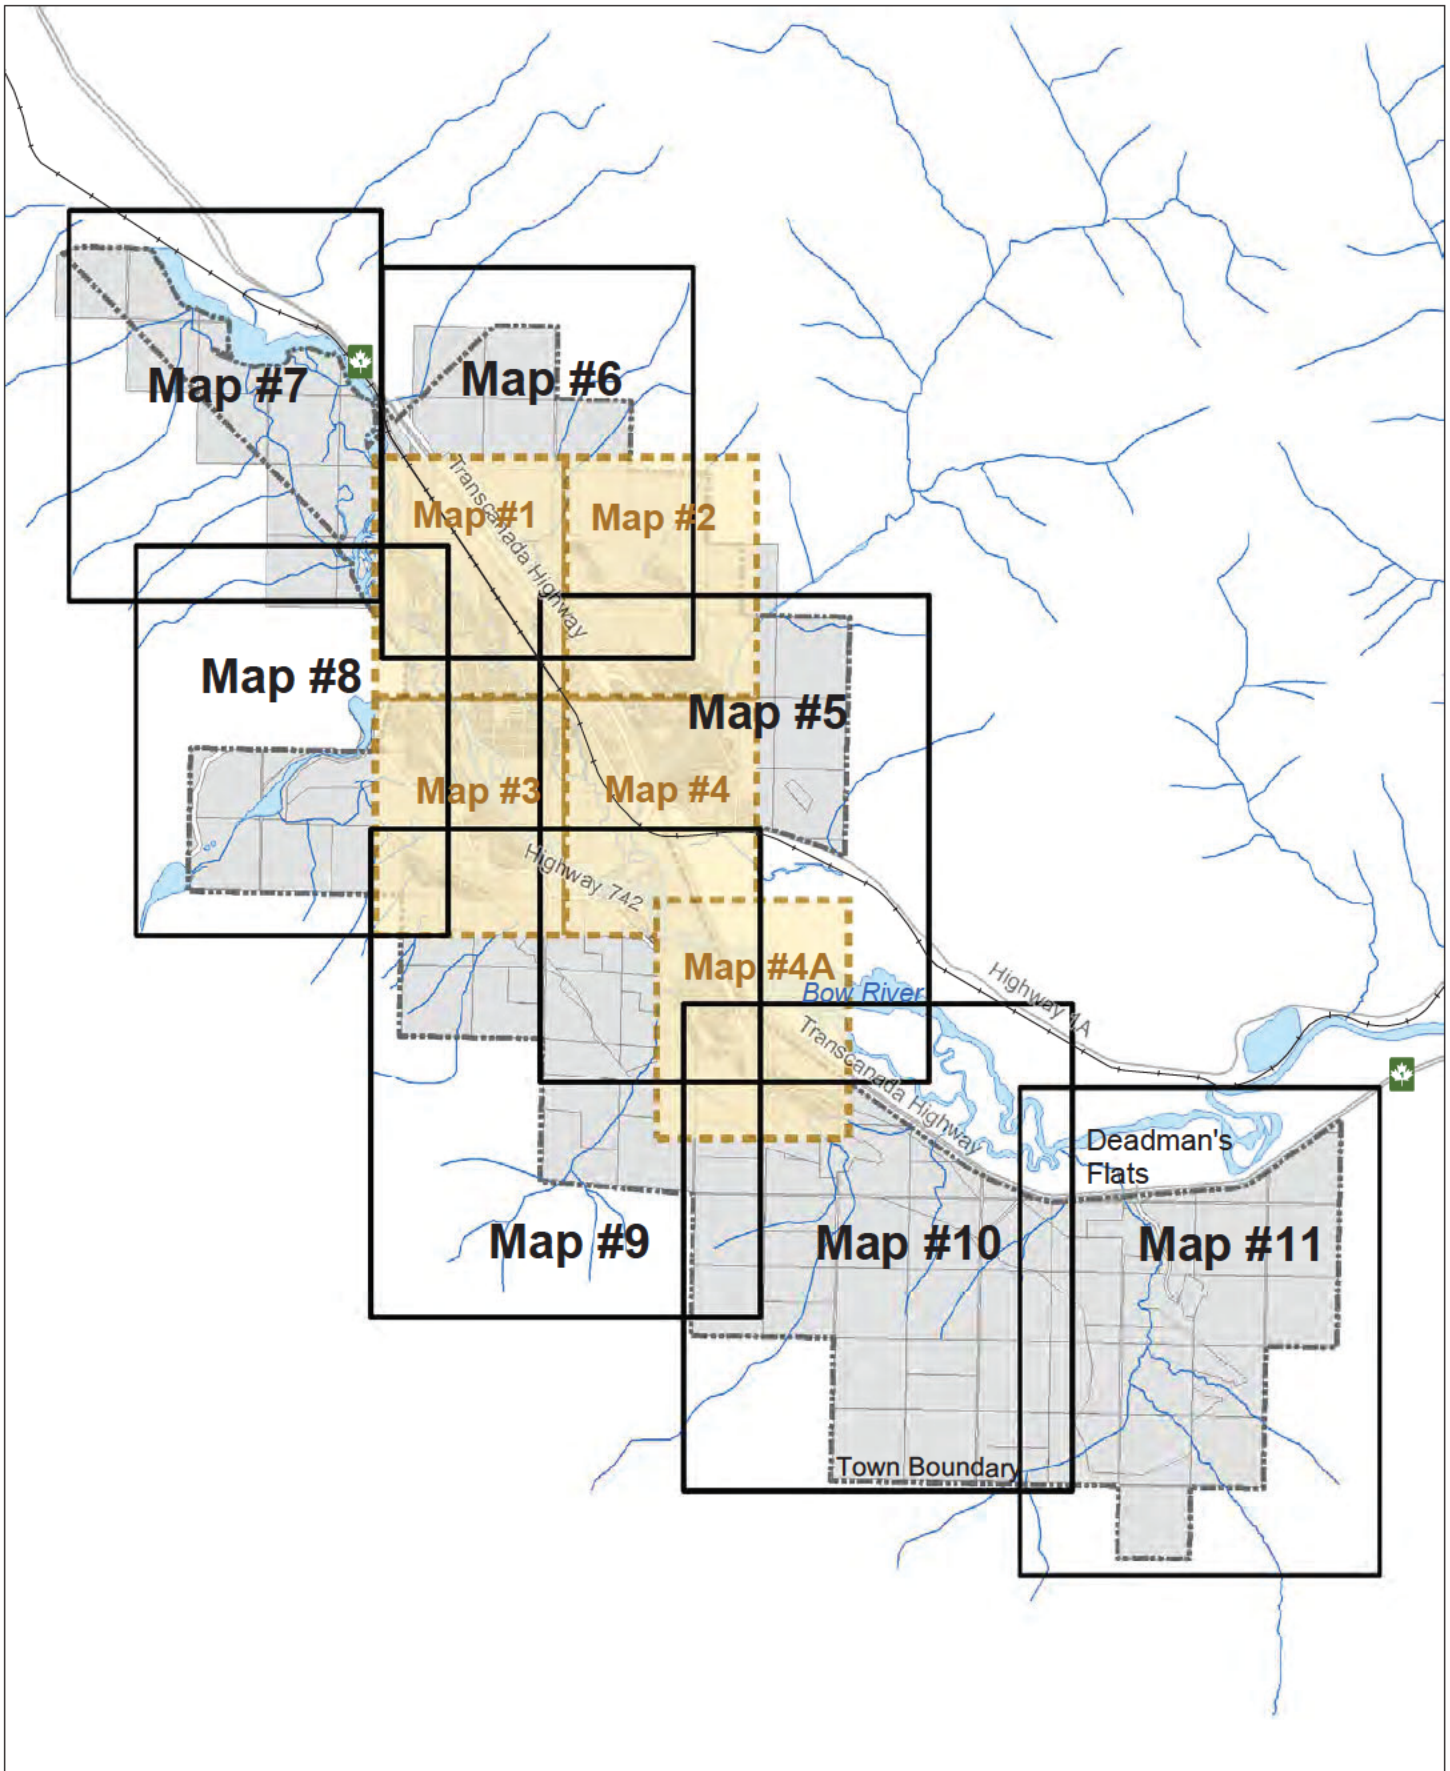 Map #7
Map #6
Map #1
Map #2
Transcanada Highway
Map #8
Map #5
Map #3
Map #4
Highway 742
Map #4A
Bow River
Highway 1A
Transcanada Highway
Deadman's
Flats
Map #9
Map #10
Map #11
Town Boundary